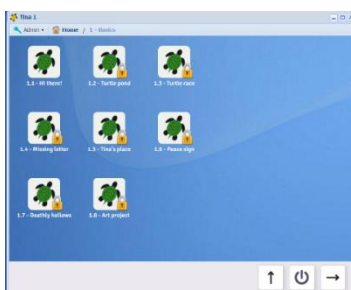 Tina 1
Admin Home / 1 - Basics
1.1 - Hi there! 1.2 - Turtle pond 1.3 - Turtle race
1.4 - Missing letter 1.5 - Tina's place 1.6 - Peace sign
1.7 - Deathly hallows 1.8 - Art project